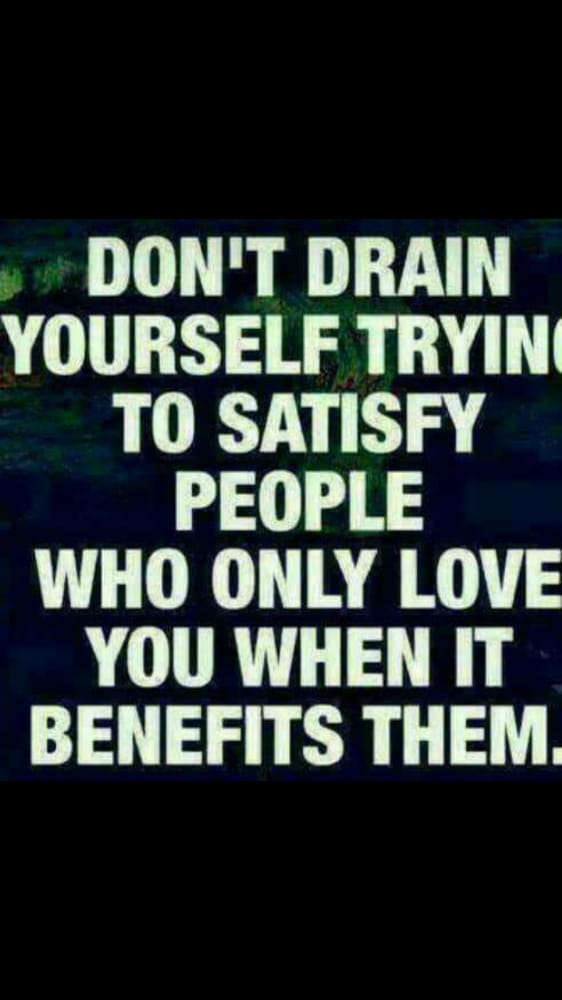 DON'T DRAIN
YOURSELF TRYING
TO SATISFY
PEOPLE
WHO ONLY LOVE
YOU WHEN IT
BENEFITS THEM.